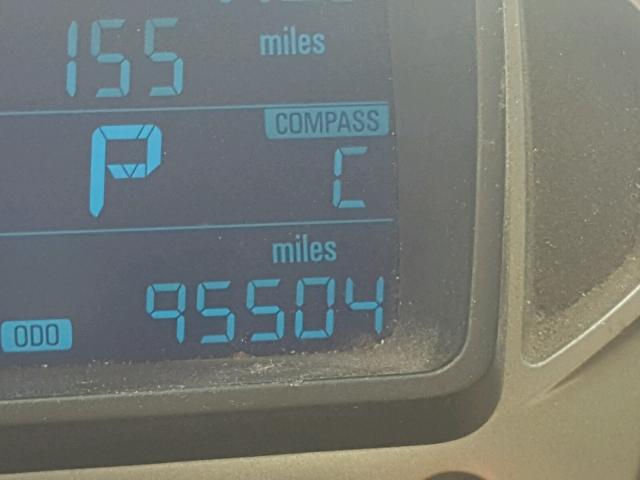 155 miles
COMPASS
P C
miles
ODO 95504